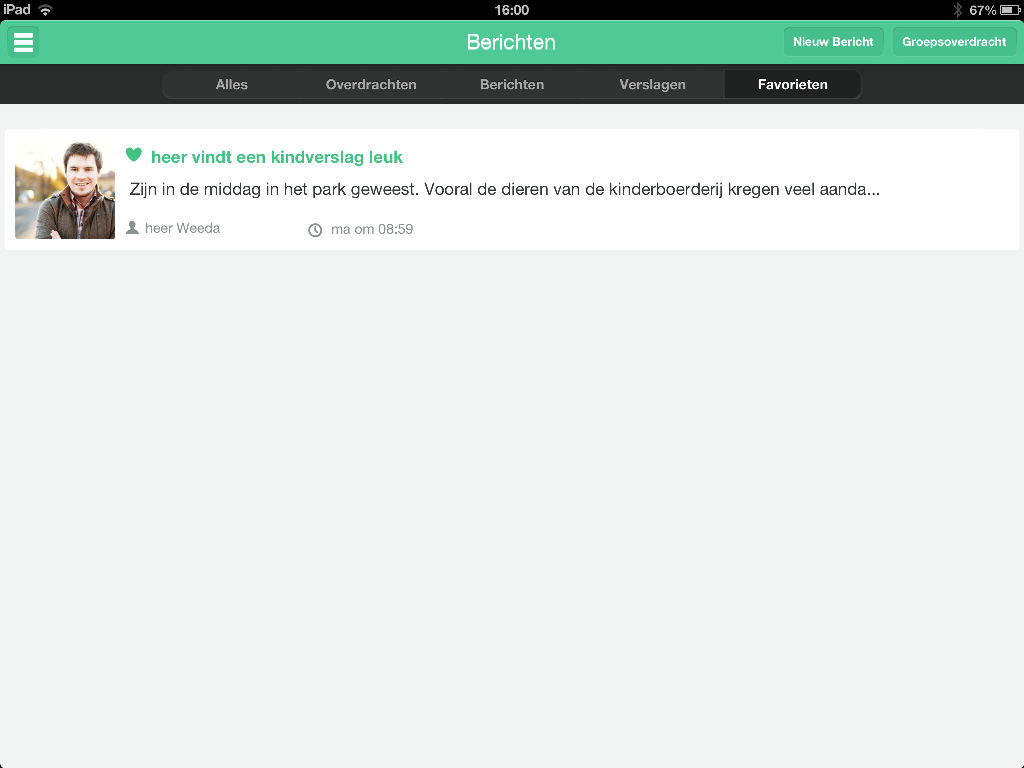 iPad 16:00 67%
Berichten Nieuw Bericht Groepsoverdracht
Alles Overdrachten Berichten Verslagen Favorieten
heer vindt een kindverslag leuk
Zijn in de middag in het park geweest. Vooral de dieren van de kinderboerderij kregen veel aanda...
heer Weeda ma om 08:59